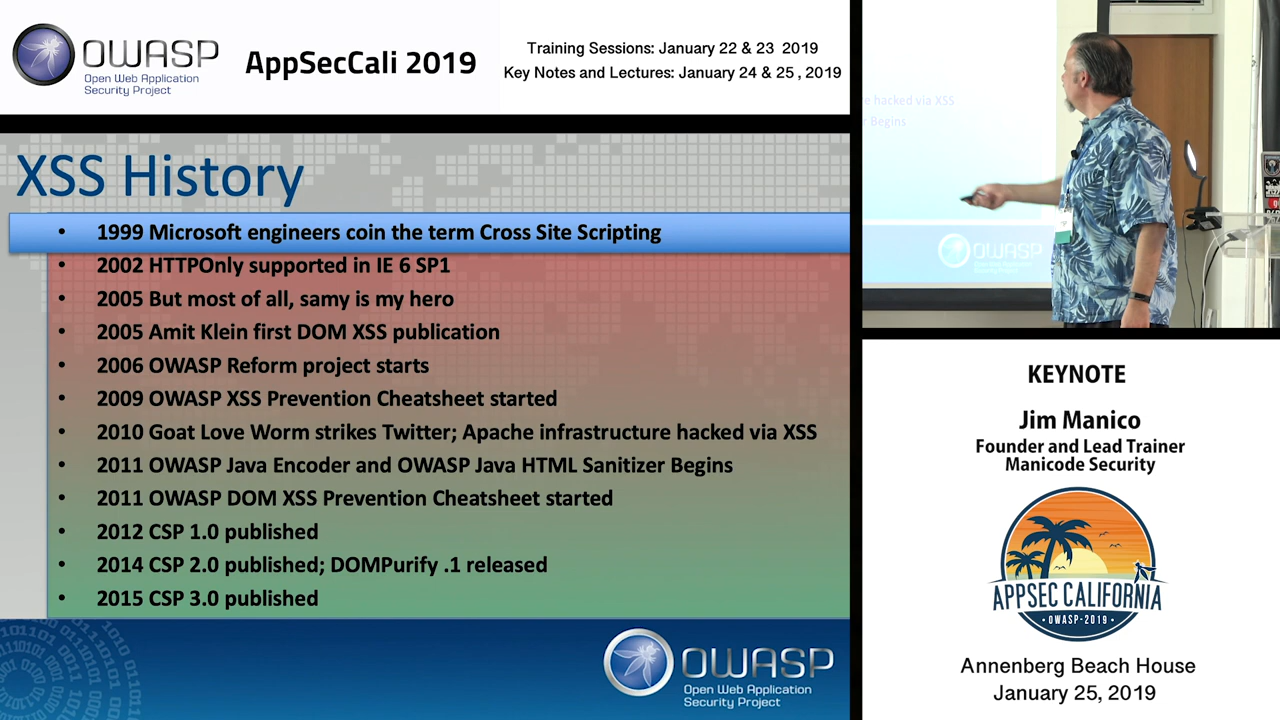 OWASP
Open Web Application
Security Project
AppSecCali 2019
Training Sessions: January 22 & 23 2019
Key Notes and Lectures: January 24 & 25 , 2019
XSS History
• 1999 Microsoft engineers coin the term Cross Site Scripting
• 2002 HTTPOnly supported in IE 6 SP1
• 2005 But most of all, samy is my hero
• 2005 Amit Klein first DOM XSS publication
• 2006 OWASP Reform project starts
• 2009 OWASP XSS Prevention Cheatsheet started
• 2010 Goat Love Worm strikes Twitter; Apache infrastructure hacked via XSS
• 2011 OWASP Java Encoder and OWASP Java HTML Sanitizer Begins
• 2011 OWASP DOM XSS Prevention Cheatsheet started
• 2012 CSP 1.0 published
• 2014 CSP 2.0 published; DOMPurify .1 released
• 2015 CSP 3.0 published
OWASP
Open Web Application
Security Project
hacked via XSS
Begins
OWASP
KEYNOTE
Jim Manico
Founder and Lead Trainer
Manicode Security
APPSEC CALIFORNIA
• OWASP-2019 •
Annenberg Beach House
January 25, 2019